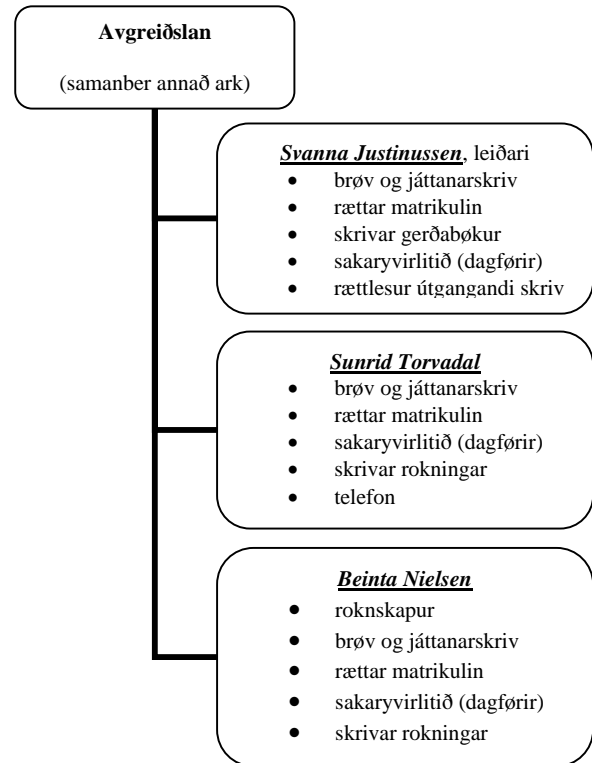 Avgreiðslan
(samanber annað ark)
Svanna Justinussen, leiðari
• brøv og játtanarskriv
• rættar matrikulin
• skrivar gerðabøkur
• sakaryvirlitið (dagførir)
• rættlesur útgangandi skriv
Sunrid Torvadal
• brøv og játtanarskriv
• rættar matrikulin
• sakaryvirlitið (dagførir)
• skrivar rokningar
• telefon
Beinta Nielsen
• roknskapur
• brøv og játtanarskriv
• rættar matrikulin
• sakaryvirlitið (dagførir)
• skrivar rokningar